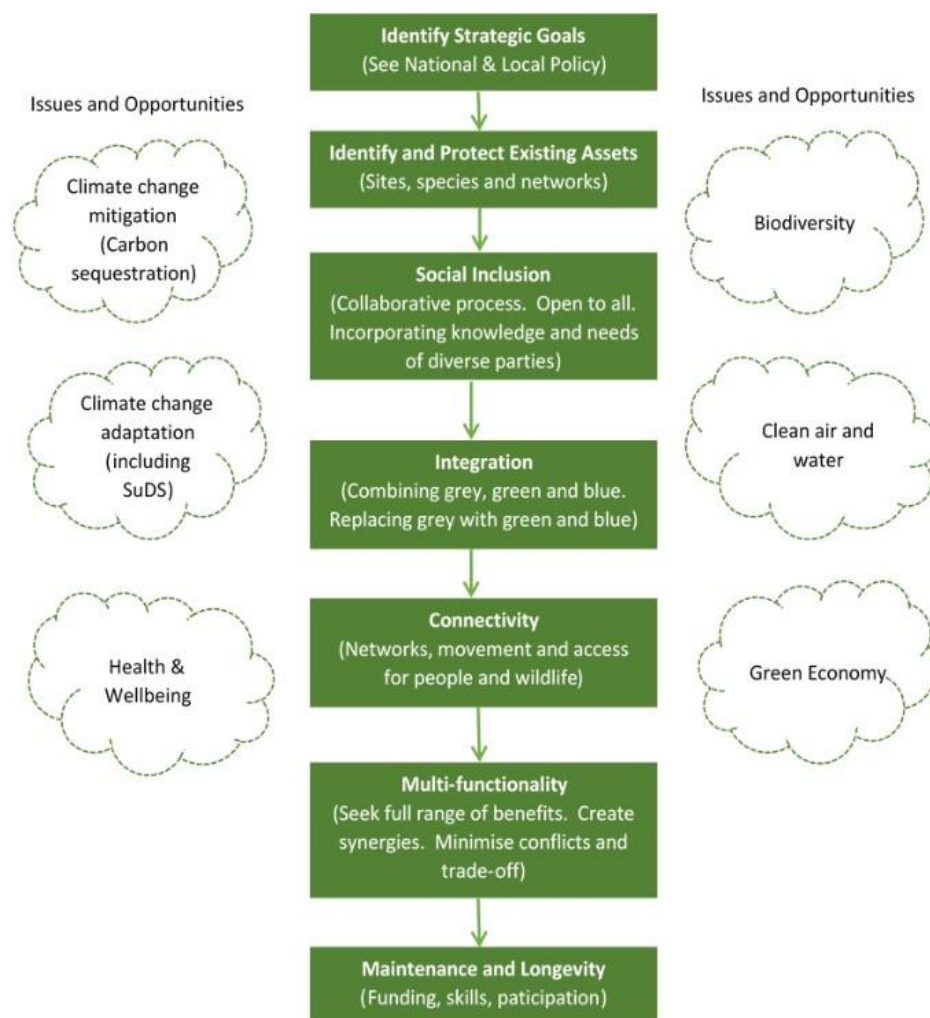 Identify Strategic Goals
(See National & Local Policy)
Identify and Protect Existing Assets
(Sites, species and networks)
Social Inclusion
(Collaborative process. Open to all.
Incorporating knowledge and needs
of diverse parties)
Integration
(Combining grey, green and blue.
Replacing grey with green and blue)
Connectivity
(Networks, movement and access
for people and wildlife)
Multi-functionality
(Seek full range of benefits. Create
synergies. Minimise conflicts and
trade-off)
Maintenance and Longevity
(Funding, skills, paticipation)
Issues and Opportunities
Climate change
mitigation
(Carbon
sequestration)
Climate change
adaptation
(including
SuDS)
Health &
Wellbeing
Issues and Opportunities
Biodiversity
Clean air and
water
Green Economy